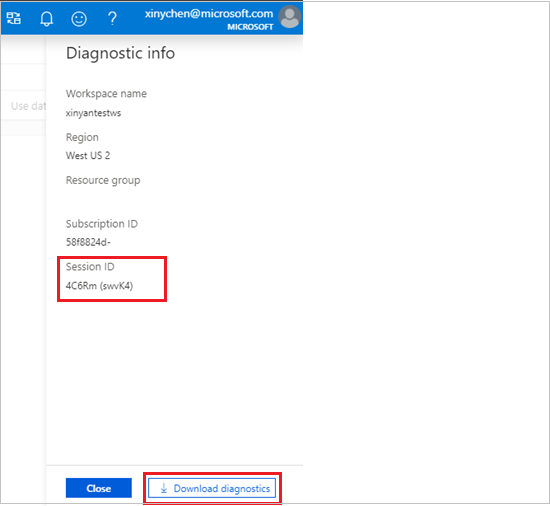 xinychen@microsoft.com
MICROSOFT
Diagnostic info
Workspace name
xinyantestws
Use dat
Region
West US 2
Resource group
Subscription ID
58f8824d-
Session ID
4C6Rm (swvK4)
Close
Download diagnostics